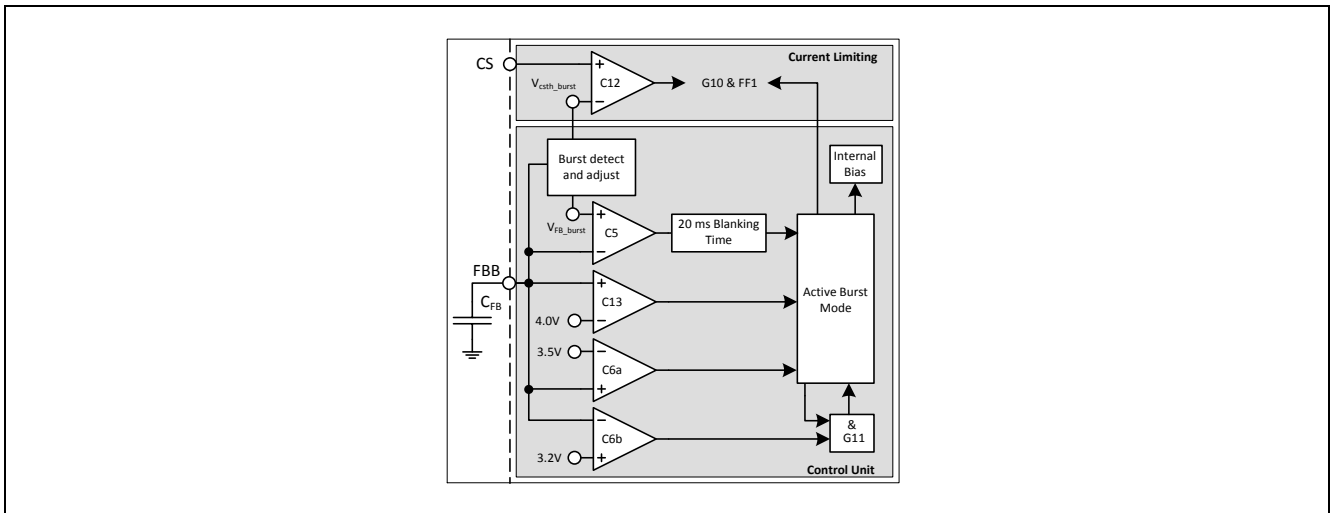 Current Limiting
CS
+
C12
−
V_csth_burst
G10 & FF1
Burst detect
and adjust
Internal
Bias
V_FB_burst
+
C5
−
20 ms Blanking
Time
FBB
C_FB
+
C13
−
4.0V
Active Burst
Mode
3.5V
−
C6a
+
−
C6b
+
3.2V
&
G11
Control Unit